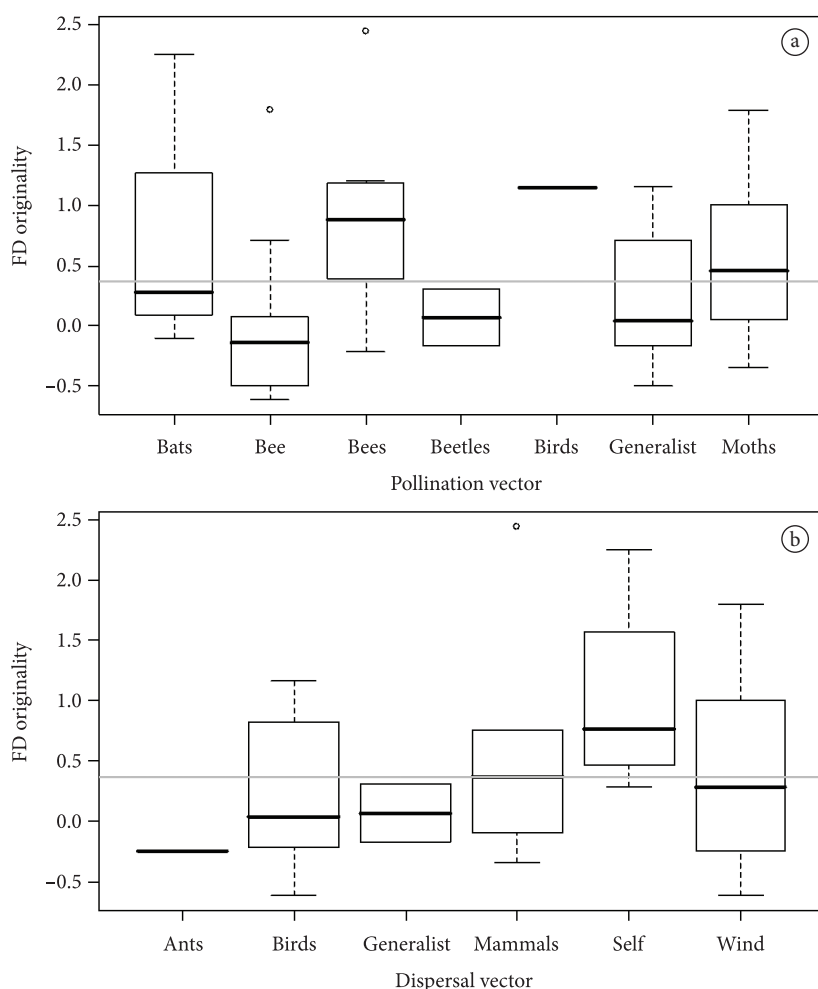 a
2.5
2.0
1.5
1.0
0.5
0.0
−0.5
FD originality
Bats Bee Bees Beetles Birds Generalist Moths
Pollination vector
b
2.5
2.0
1.5
1.0
0.5
0.0
−0.5
FD originality
Ants Birds Generalist Mammals Self Wind
Dispersal vector